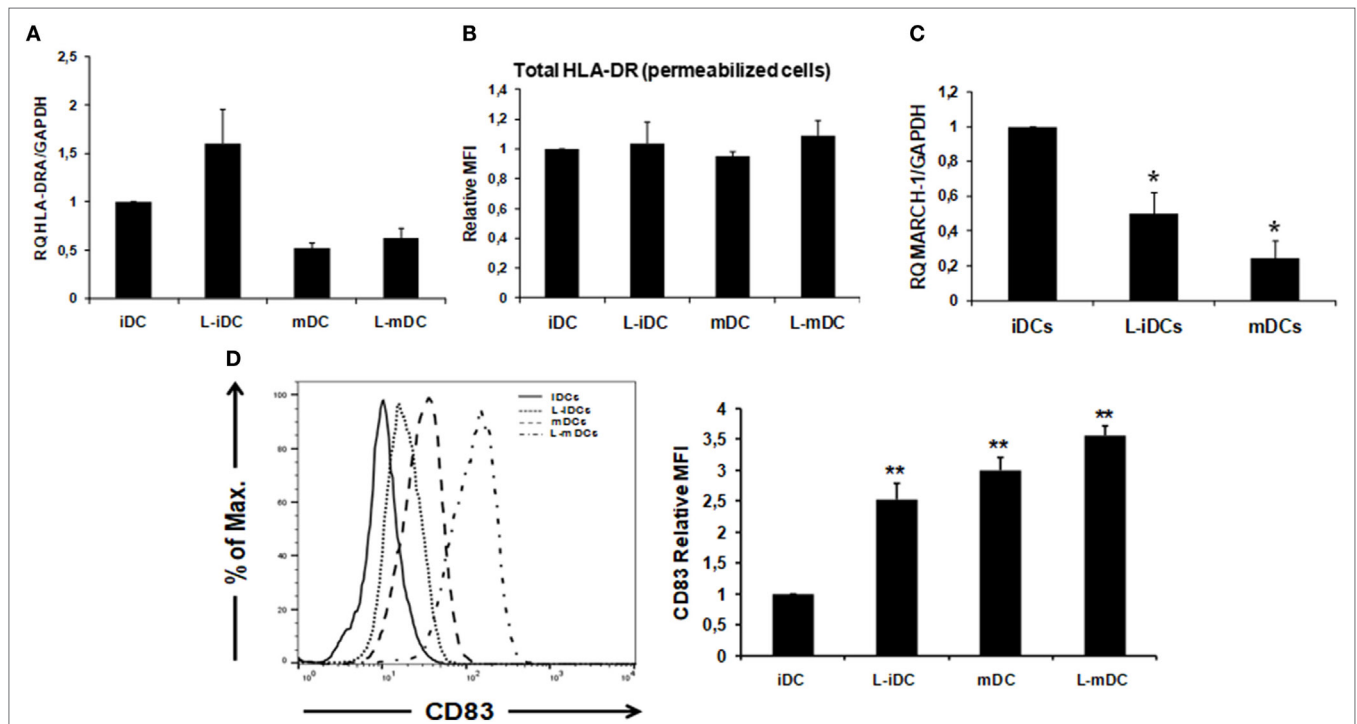 A
2,5
2
1,5
1
0,5
0
RQ HLA-DRA/GAPDH
iDC L-iDC mDC L-mDC
B
Total HLA-DR (permeabilized cells)
1,4
1,2
1
0,8
0,6
0,4
0,2
0
Relative MFI
iDC L-iDC mDC L-mDC
C
1,2
1
0,8
0,6
0,4
0,2
0
RQ MARCH-1/GAPDH
*
*
iDCs L-iDCs mDCs
D
% of Max.
100
80
60
40
20
0
iDCs
L-iDCs
mDCs
L-mDCs
10^0 10^1 10^2 10^3 10^4
CD83
4
3,5
3
2,5
2
1,5
1
0,5
0
CD83 Relative MFI
**
**
**
iDC L-iDC mDC L-mDC